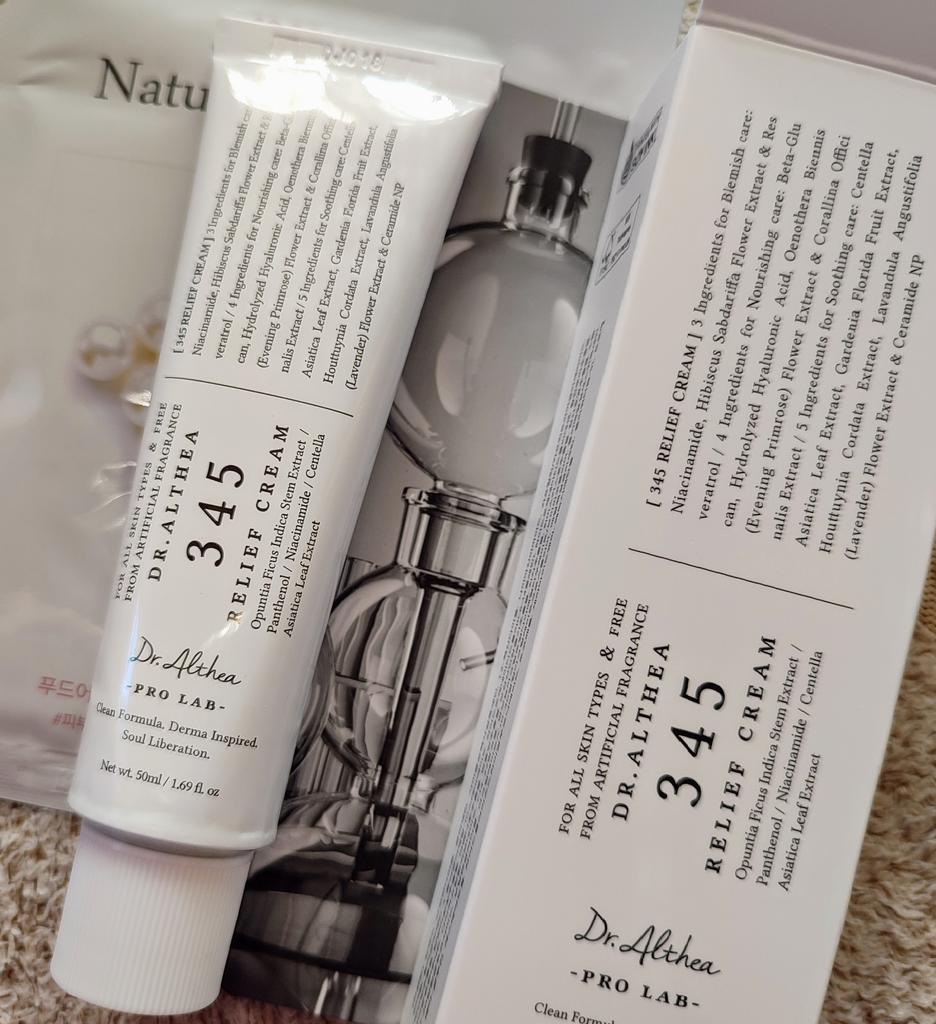 Natu
[ 345 RELIEF CREAM ] 3 Ingredients for Blemish care:
Niacinamide, Hibiscus Sabdariffa Flower Extract & Res
veratrol / 4 Ingredients for Nourishing care: Beta-Glu
can, Hydrolyzed Hyaluronic Acid, Oenothera Biennis
(Evening Primrose) Flower Extract & Corallina Offici
nalis Extract / 5 Ingredients for Soothing care: Centella
Asiatica Leaf Extract, Gardenia Florida Fruit Extract,
Houttuynia Cordata Extract, Lavandula Angustifolia
(Lavender) Flower Extract & Ceramide NP
FOR ALL SKIN TYPES & FREE
FROM ARTIFICIAL FRAGRANCE
DR.ALTHEA
345
RELIEF CREAM
Opuntia Ficus Indica Stem Extract /
Panthenol / Niacinamide / Centella
Asiatica Leaf Extract
Dr. Althea
-PRO LAB-
Clean Formula. Derma Inspired.
Soul Liberation.
Net wt. 50ml / 1.69 fl. oz
푸드어
#피부
[ 345 RELIEF CREAM ] 3 Ingredients for Blemish care:
Niacinamide, Hibiscus Sabdariffa Flower Extract & Res
veratrol / 4 Ingredients for Nourishing care: Beta-Glu
can, Hydrolyzed Hyaluronic Acid, Oenothera Biennis
(Evening Primrose) Flower Extract & Corallina Offici
nalis Extract / 5 Ingredients for Soothing care: Centella
Asiatica Leaf Extract, Gardenia Florida Fruit Extract,
Houttuynia Cordata Extract, Lavandula Angustifolia
(Lavender) Flower Extract & Ceramide NP
FOR ALL SKIN TYPES & FREE
FROM ARTIFICIAL FRAGRANCE
DR.ALTHEA
345
RELIEF CREAM
Opuntia Ficus Indica Stem Extract /
Panthenol / Niacinamide / Centella
Asiatica Leaf Extract
Dr. Althea
-PRO LAB-
Clean Formul